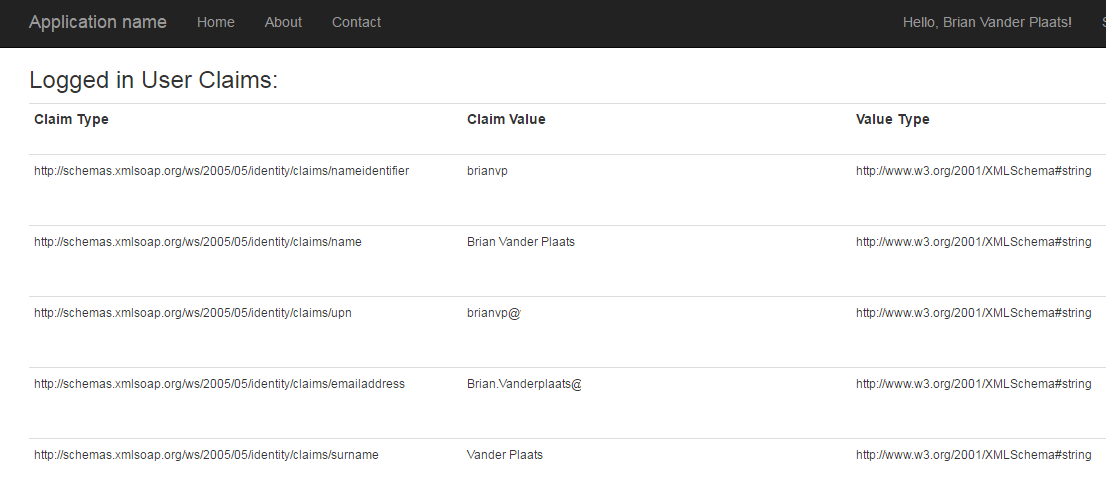 Application name Home About Contact Hello, Brian Vander Plaats!
Logged in User Claims:
Claim Type Claim Value Value Type
http://schemas.xmlsoap.org/ws/2005/05/identity/claims/nameidentifier brianvp http://www.w3.org/2001/XMLSchema#string
http://schemas.xmlsoap.org/ws/2005/05/identity/claims/name Brian Vander Plaats http://www.w3.org/2001/XMLSchema#string
http://schemas.xmlsoap.org/ws/2005/05/identity/claims/upn brianvp@ http://www.w3.org/2001/XMLSchema#string
http://schemas.xmlsoap.org/ws/2005/05/identity/claims/emailaddress Brian.Vanderplaats@ http://www.w3.org/2001/XMLSchema#string
http://schemas.xmlsoap.org/ws/2005/05/identity/claims/surname Vander Plaats http://www.w3.org/2001/XMLSchema#string